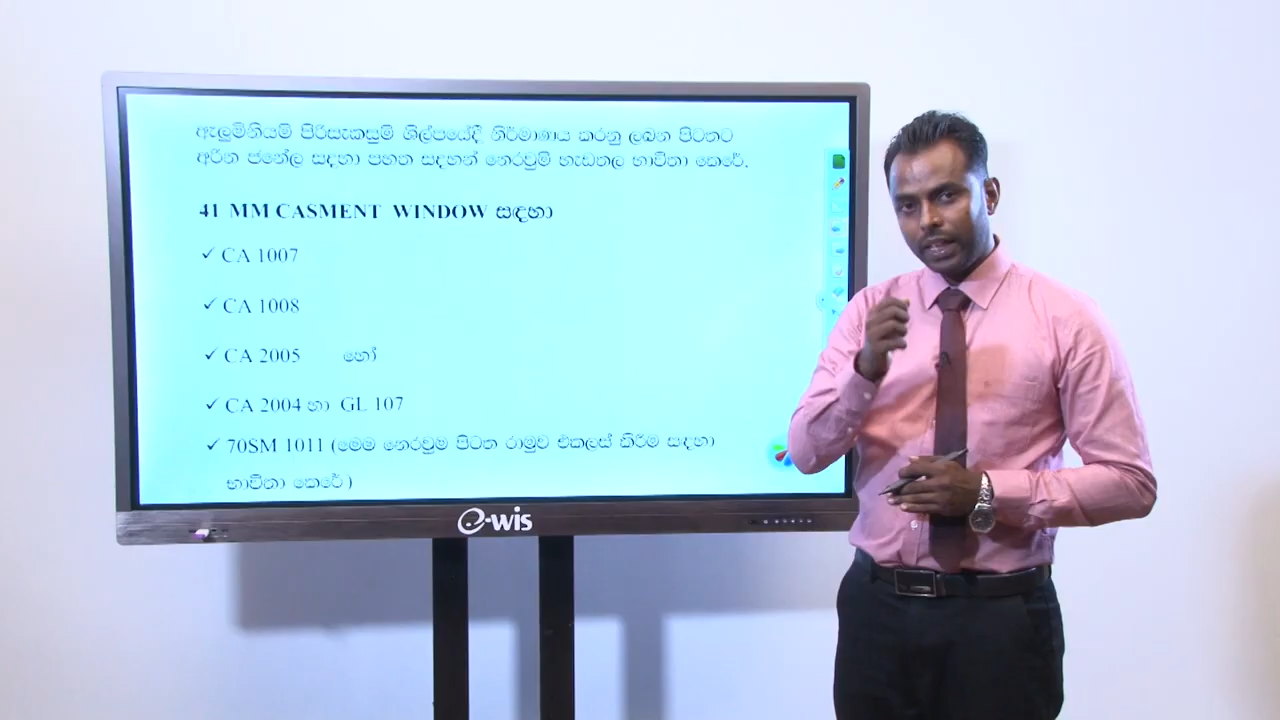 ඇලුමිනියම් පිරිසැකසුම් ශිල්පයේදී නිර්මාණය කරනු ලබන පිටතට
අරින ජනේල සඳහා පහත සඳහන් නෙරවුම් හැඩතල භාවිතා කෙරේ.
41 MM CASMENT WINDOW සඳහා
✓ CA 1007
✓ CA 1008
✓ CA 2005 හෝ
✓ CA 2004 හා GL 107
✓ 70SM 1011 (මෙම නෙරවුම පිටත රාමුව එකලස් කිරීම සඳහා
භාවිතා කෙරේ )
e-wis